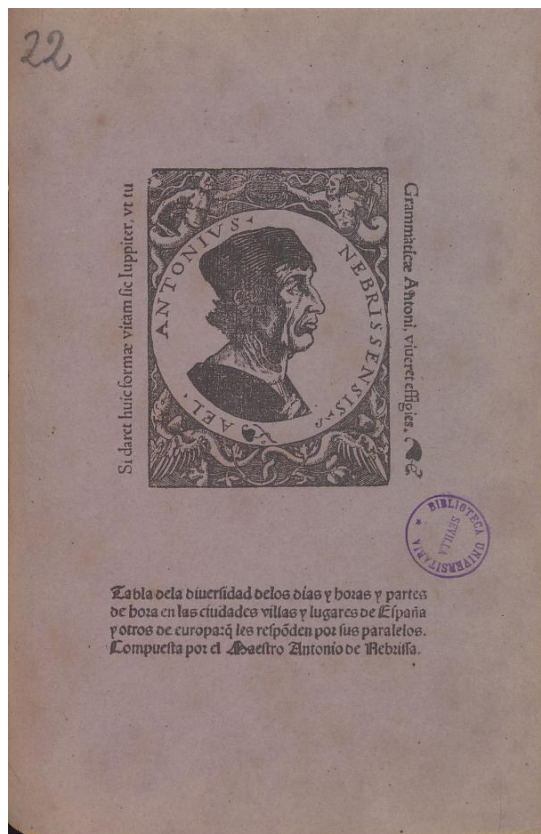 22
Si daret huic formæ vitam sic Iuppiter, vt tu
Grammaticæ Antoni, viueret effigies.
AEL · ANTONIVS · NEBRISSENSIS
BIBLIOTECA UNIVERSITARIA
SEVILLA
Tabla dela diuersidad delos dias y horas y partes
de hora en las ciudades villas y lugares de España
y otros de europa: q̃ les respõden por sus paralelos.
Compuesta por el Maestro Antonio de Nebrissa.